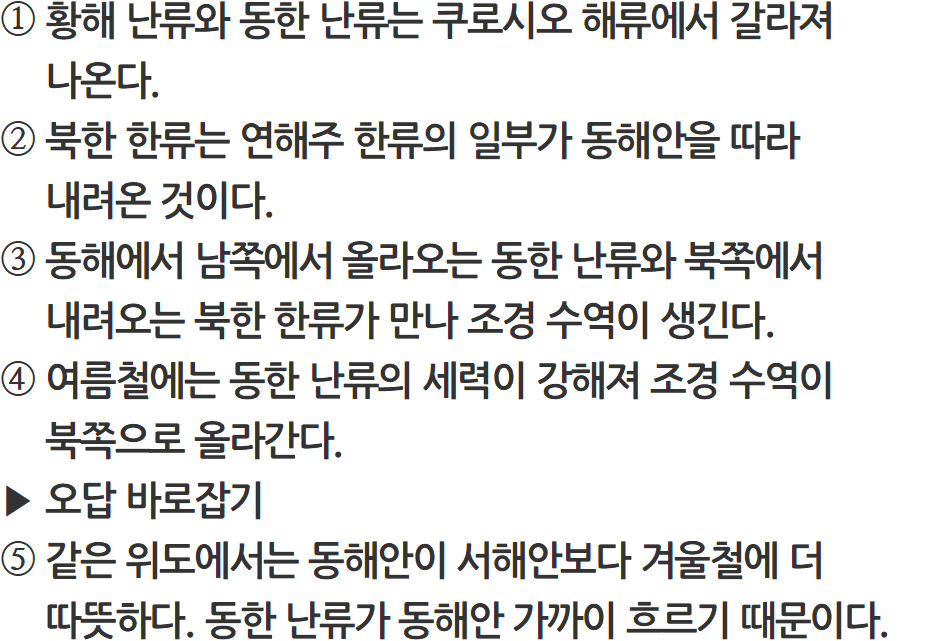 ① 황해 난류와 동한 난류는 쿠로시오 해류에서 갈라져
나온다.
② 북한 한류는 연해주 한류의 일부가 동해안을 따라
내려온 것이다.
③ 동해에서 남쪽에서 올라오는 동한 난류와 북쪽에서
내려오는 북한 한류가 만나 조경 수역이 생긴다.
④ 여름철에는 동한 난류의 세력이 강해져 조경 수역이
북쪽으로 올라간다.
▶ 오답 바로잡기
⑤ 같은 위도에서는 동해안이 서해안보다 겨울철에 더
따뜻하다. 동한 난류가 동해안 가까이 흐르기 때문이다.